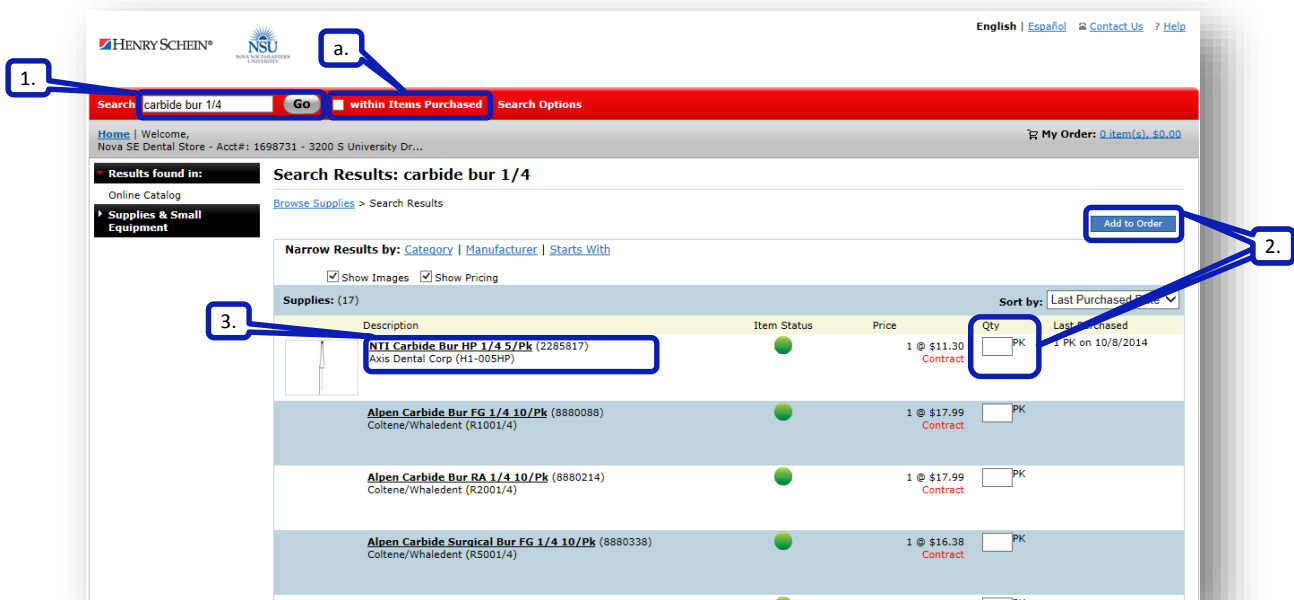 English | Español Contact Us ? Help
HENRY SCHEIN®
NSU
NOVA SOUTHEASTERN
UNIVERSITY
a.
1.
Search carbide bur 1/4 Go within Items Purchased Search Options
Home | Welcome,
My Order: 0 item(s), $0.00
Nova SE Dental Store - Acct#: 1698731 - 3200 S University Dr...
Results found in:
Online Catalog
Supplies & Small
Equipment
Search Results: carbide bur 1/4
Browse Supplies > Search Results
Add to Order
2.
Narrow Results by: Category | Manufacturer | Starts With
Show Images Show Pricing
Supplies: (17) Sort by: Last Purchased Date
3.
Description Item Status Price Qty Last Purchased
NTI Carbide Bur HP 1/4 5/Pk (2285817) 1 @ $11.30 PK 1 PK on 10/8/2014
Axis Dental Corp (H1-005HP) Contract
Alpen Carbide Bur FG 1/4 10/Pk (8880088) 1 @ $17.99 PK
Coltene/Whaledent (R1001/4) Contract
Alpen Carbide Bur RA 1/4 10/Pk (8880214) 1 @ $17.99 PK
Coltene/Whaledent (R2001/4) Contract
Alpen Carbide Surgical Bur FG 1/4 10/Pk (8880338) 1 @ $16.38 PK
Coltene/Whaledent (R5001/4) Contract